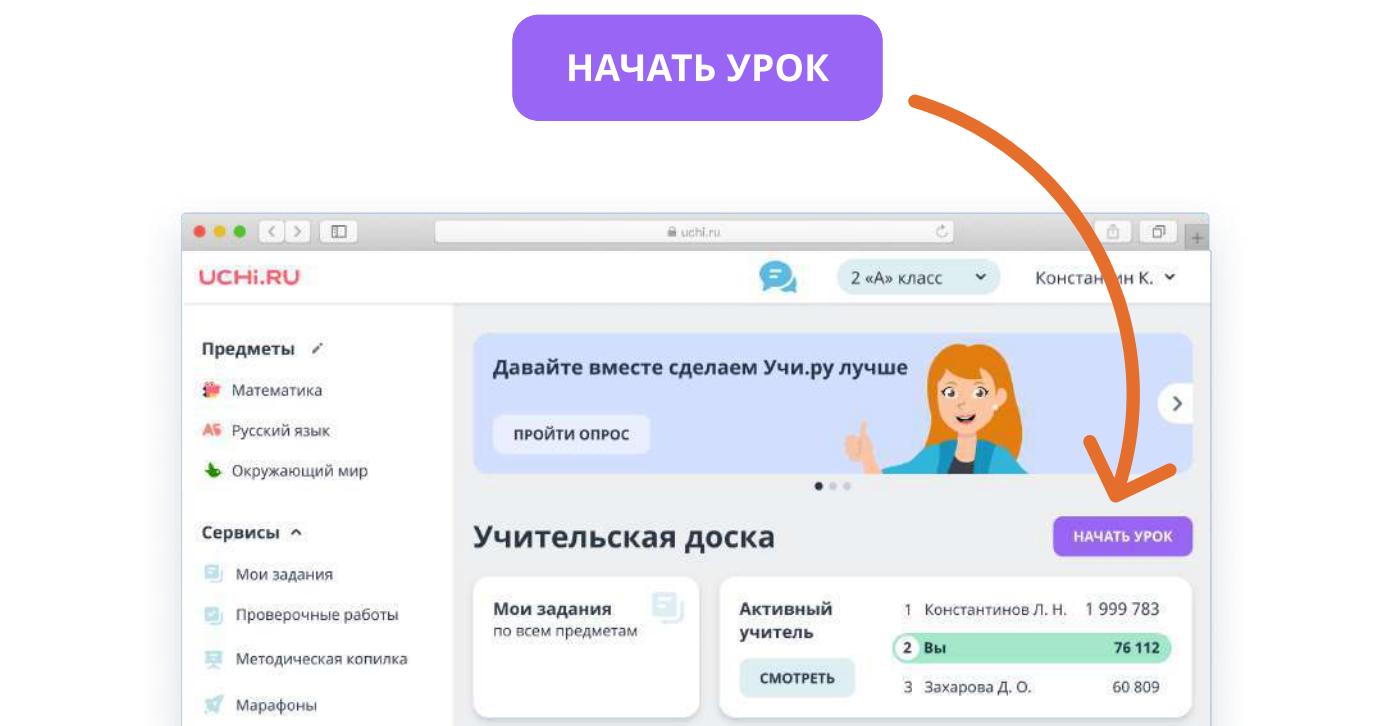 НАЧАТЬ УРОК
uchi.ru
UCHi.RU
2 «А» класс
Константин К.
Предметы
Математика
АБ Русский язык
Окружающий мир
Сервисы
Мои задания
Проверочные работы
Методическая копилка
Марафоны
Давайте вместе сделаем Учи.ру лучше
ПРОЙТИ ОПРОС
Учительская доска
НАЧАТЬ УРОК
Мои задания
по всем предметам
Активный
учитель
СМОТРЕТЬ
1 Константинов Л. Н. 1 999 783
2 Вы 76 112
3 Захарова Д. О. 60 809